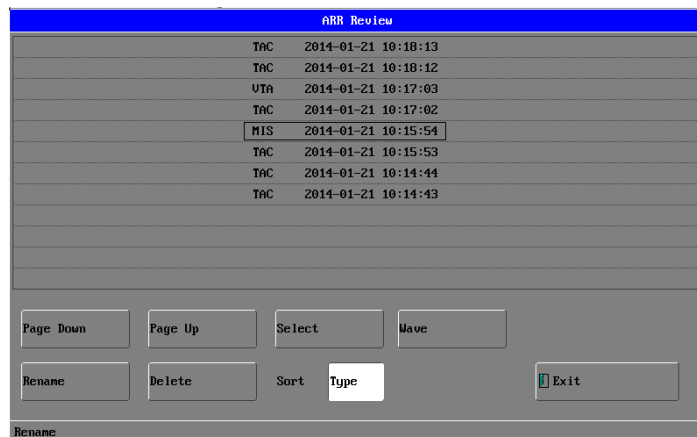 ARR Review
TAC 2014-01-21 10:18:13
TAC 2014-01-21 10:18:12
VTA 2014-01-21 10:17:03
TAC 2014-01-21 10:17:02
MIS 2014-01-21 10:15:54
TAC 2014-01-21 10:15:53
TAC 2014-01-21 10:14:44
TAC 2014-01-21 10:14:43
Page Down Page Up Select Wave
Rename Delete Sort Type Exit
Rename